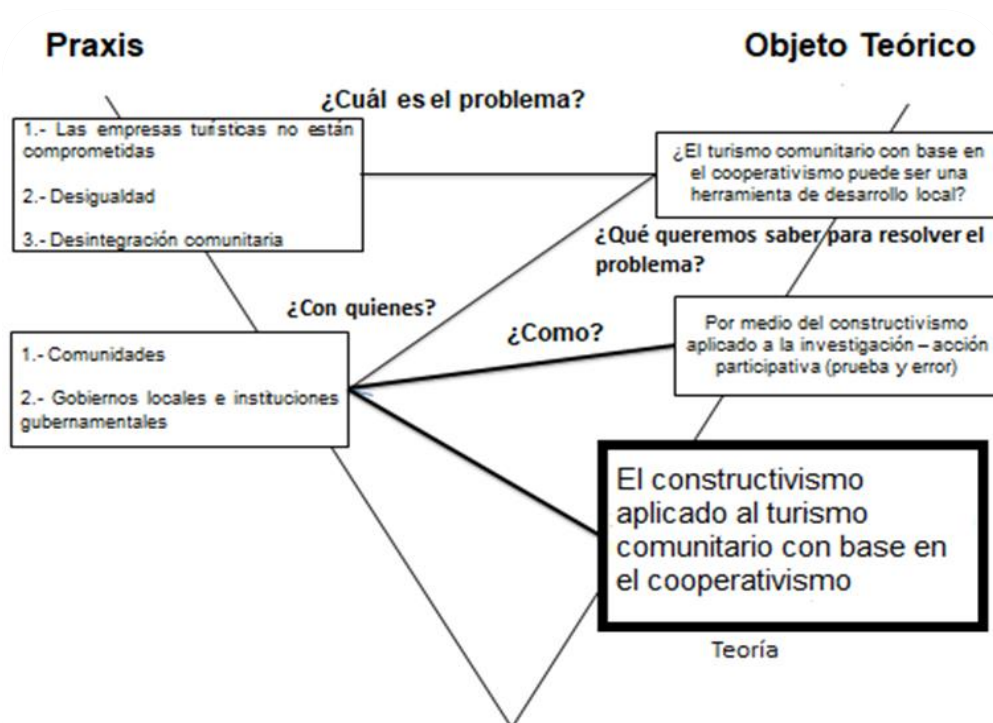 Praxis
Objeto Teórico
¿Cuál es el problema?
1.- Las empresas turísticas no están
comprometidas
2.- Desigualdad
3.- Desintegración comunitaria
¿El turismo comunitario con base en
el cooperativismo puede ser una
herramienta de desarrollo local?
¿Qué queremos saber para resolver el
problema?
¿Con quienes?
¿Como?
1.- Comunidades
2.- Gobiernos locales e instituciones
gubernamentales
Por medio del constructivismo
aplicado a la investigación – acción
participativa (prueba y error)
El constructivismo
aplicado al turismo
comunitario con base en
el cooperativismo
Teoría